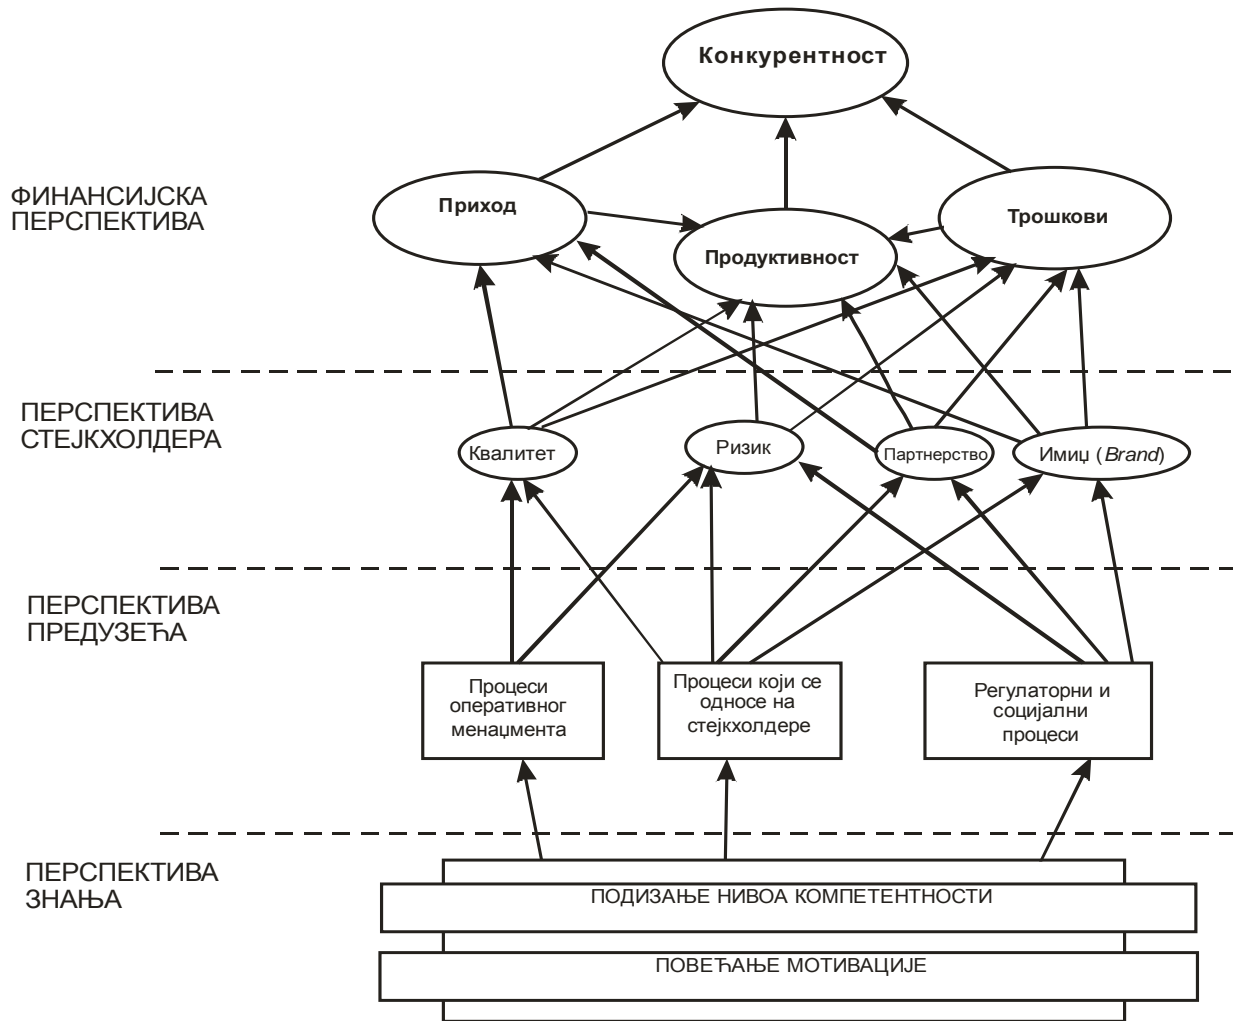 Конкурентност
ФИНАНСИЈСКА
ПЕРСПЕКТИВА
Приход
Продуктивност
Трошкови
ПЕРСПЕКТИВА
СТЕЈКХОЛДЕРА
Квалитет
Ризик
Партнерство
Имиџ (Brand)
ПЕРСПЕКТИВА
ПРЕДУЗЕЋА
Процеси
оперативног
менаџмента
Процеси који се
односе на
стејкхолдере
Регулаторни и
социјални
процеси
ПЕРСПЕКТИВА
ЗНАЊА
ПОДИЗАЊЕ НИВОА КОМПЕТЕНТНОСТИ
ПОВЕЋАЊЕ МОТИВАЦИЈЕ